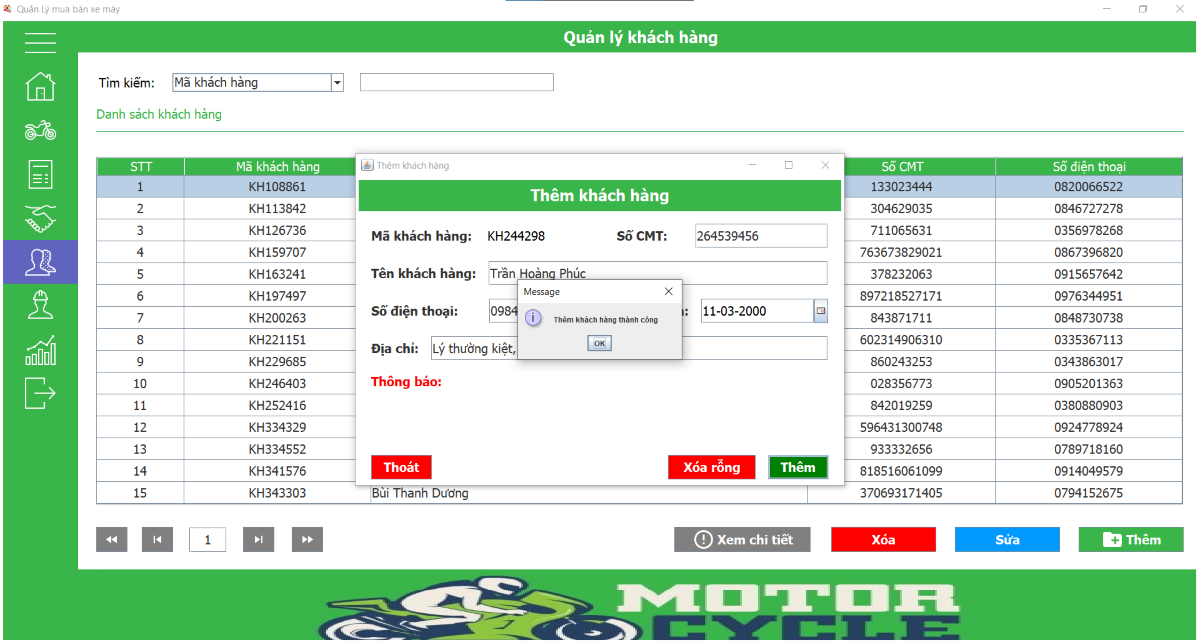 Quản lý mua bán xe máy
Quản lý khách hàng
Tìm kiếm: Mã khách hàng
Danh sách khách hàng
STT Mã khách hàng Số CMT Số điện thoại
1 KH108861 133023444 0820066522
2 KH113842 304629035 0846727278
3 KH126736 711065631 0356978268
4 KH159707 763673829021 0867396820
5 KH163241 378232063 0915657642
6 KH197497 897218527171 0976344951
7 KH200263 843871711 0848730738
8 KH221151 602314906310 0335367113
9 KH229685 860243253 0343863017
10 KH246403 028356773 0905201363
11 KH252416 842019259 0380880903
12 KH334329 596431300748 0924778924
13 KH334552 933332656 0789718160
14 KH341576 818516061099 0914049579
15 KH343303 Bùi Thanh Dương 370693171405 0794152675
Thêm khách hàng
Thêm khách hàng
Mã khách hàng: KH244298 Số CMT: 264539456
Tên khách hàng: Trần Hoàng Phúc
Số điện thoại: 0984 11-03-2000
Địa chỉ: Lý thường kiệt,
Thông báo:
Thoát Xóa rỗng Thêm
Message
Thêm khách hàng thành công
OK
1 Xem chi tiết Xóa Sửa Thêm
MOTOR
CYCLE